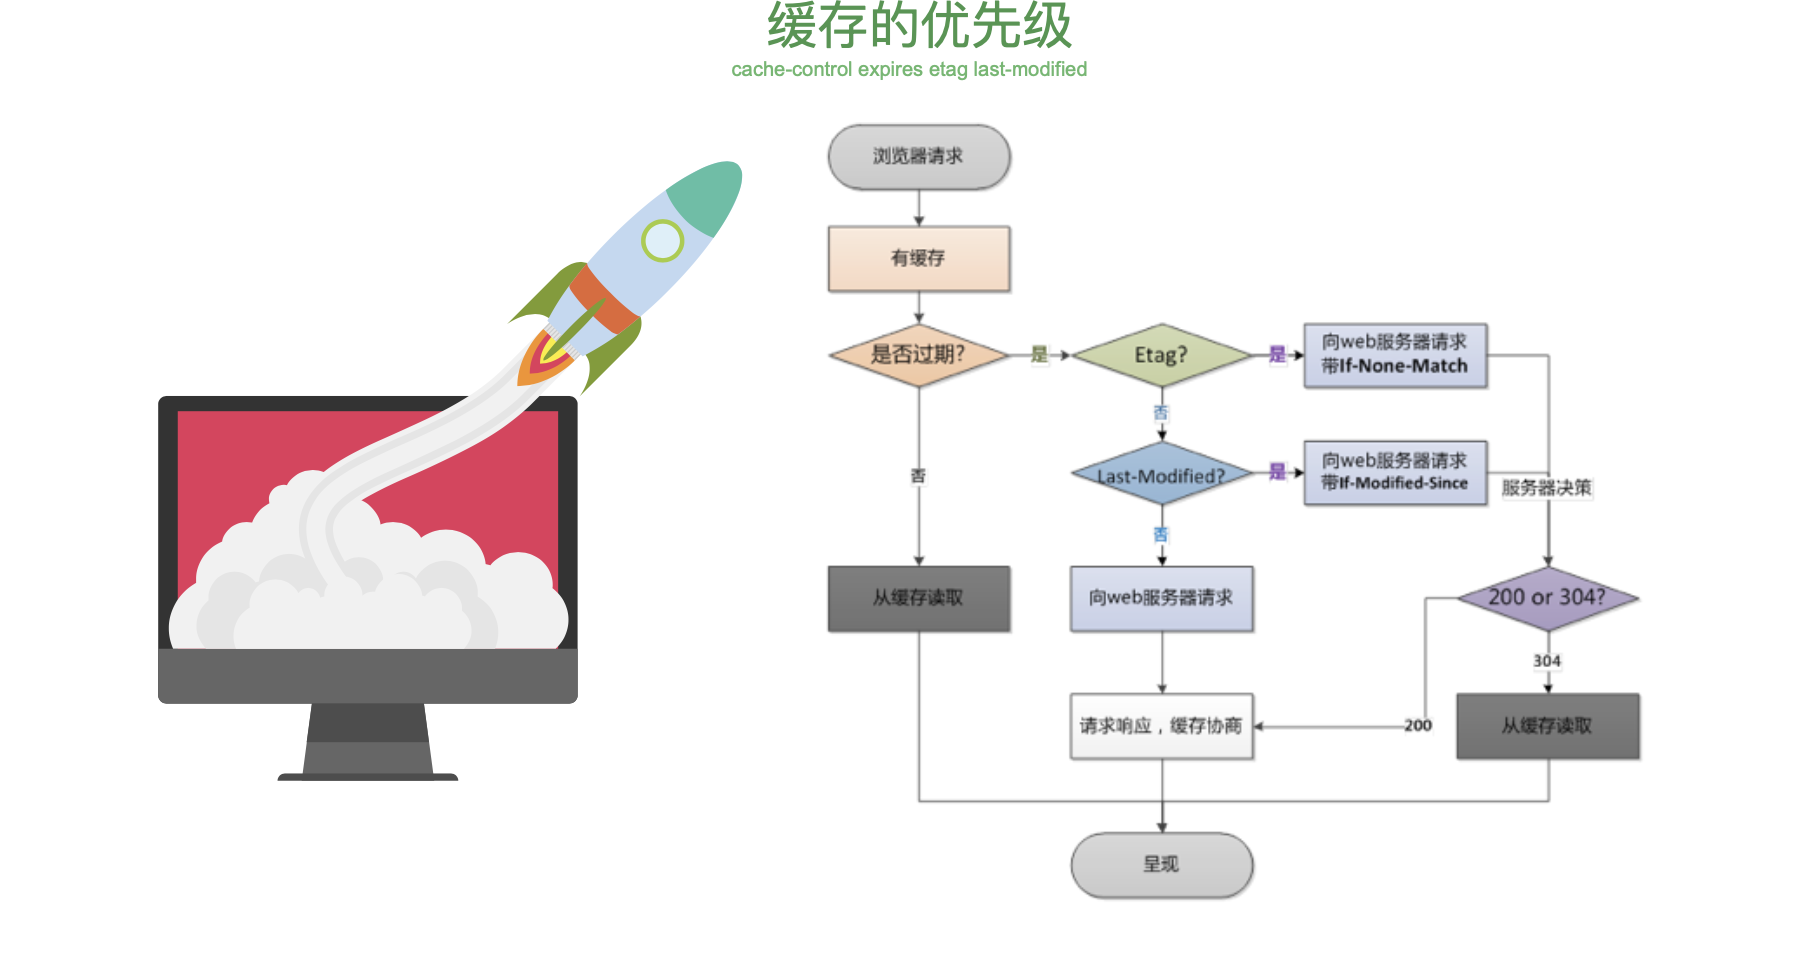 缓存的优先级
cache-control expires etag last-modified
浏览器请求
有缓存
是否过期?
是
Etag?
是
向web服务器请求
带If-None-Match
否
否
Last-Modified?
是
向web服务器请求
带If-Modified-Since
服务器决策
否
从缓存读取
向web服务器请求
200 or 304?
304
请求响应，缓存协商
200
从缓存读取
呈现